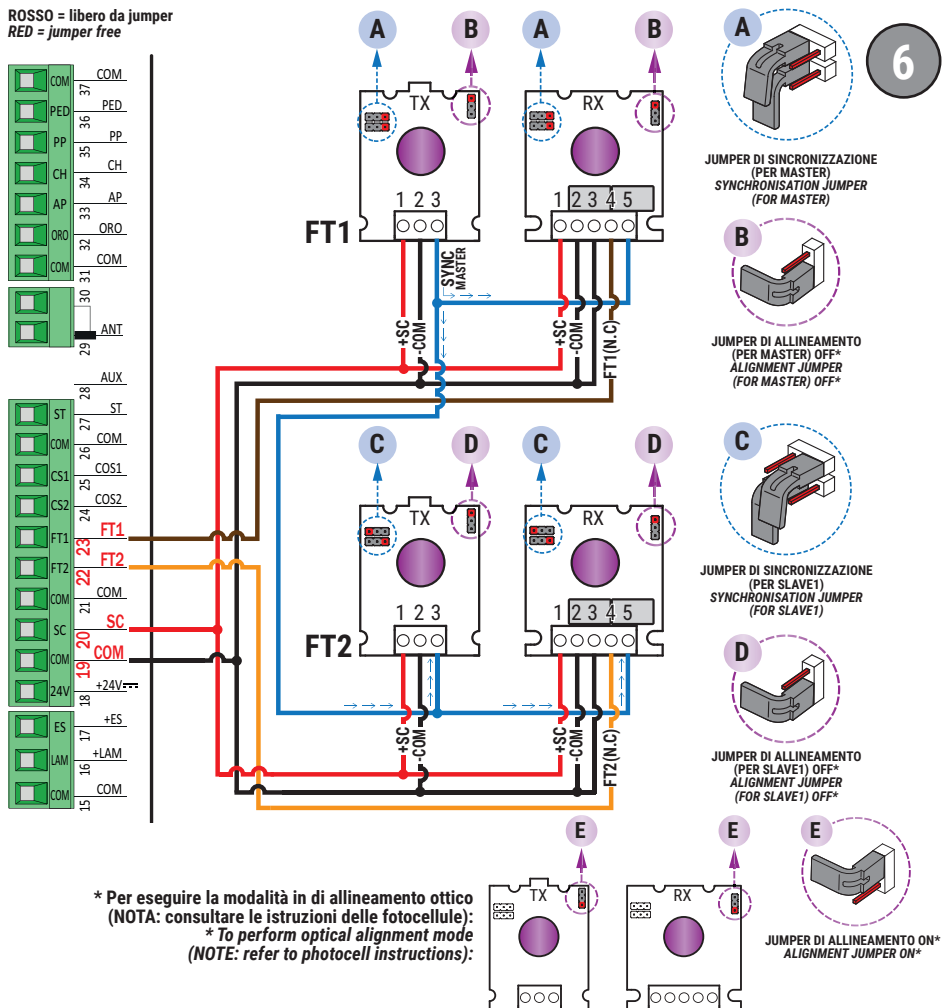 ROSSO = libero da jumper
RED = jumper free
6
COM 37 COM
PED 36 PED
PP 35 PP
CH 34 CH
AP 33 AP
ORO 32 ORO
COM 31 COM
30
29 ANT
28 AUX
ST 27 ST
COM 26 COM
CS1 25 COS1
CS2 24 COS2
FT1 23 FT1
FT2 22 FT2
COM 21 COM
SC 20 SC
COM 19 COM
24V 18 +24V
ES 17 +ES
LAM 16 +LAM
COM 15 COM
A
B
A
B
TX
RX
1 2 3
1 2 3 4 5
FT1
SYNC
MASTER
+SC
-COM
+SC
-COM
FT1(N.C)
C
D
C
D
TX
RX
1 2 3
1 2 3 4 5
FT2
+SC
-COM
+SC
-COM
FT2(N.C)
A
JUMPER DI SINCRONIZZAZIONE
(PER MASTER)
SYNCHRONISATION JUMPER
(FOR MASTER)
B
JUMPER DI ALLINEAMENTO
(PER MASTER) OFF*
ALIGNMENT JUMPER
(FOR MASTER) OFF*
C
JUMPER DI SINCRONIZZAZIONE
(PER SLAVE1)
SYNCHRONISATION JUMPER
(FOR SLAVE1)
D
JUMPER DI ALLINEAMENTO
(PER SLAVE1) OFF*
ALIGNMENT JUMPER
(FOR SLAVE1) OFF*
* Per eseguire la modalità in di allineamento ottico
(NOTA: consultare le istruzioni delle fotocellule):
* To perform optical alignment mode
(NOTE: refer to photocell instructions):
E
E
TX
RX
E
JUMPER DI ALLINEAMENTO ON*
ALIGNMENT JUMPER ON*